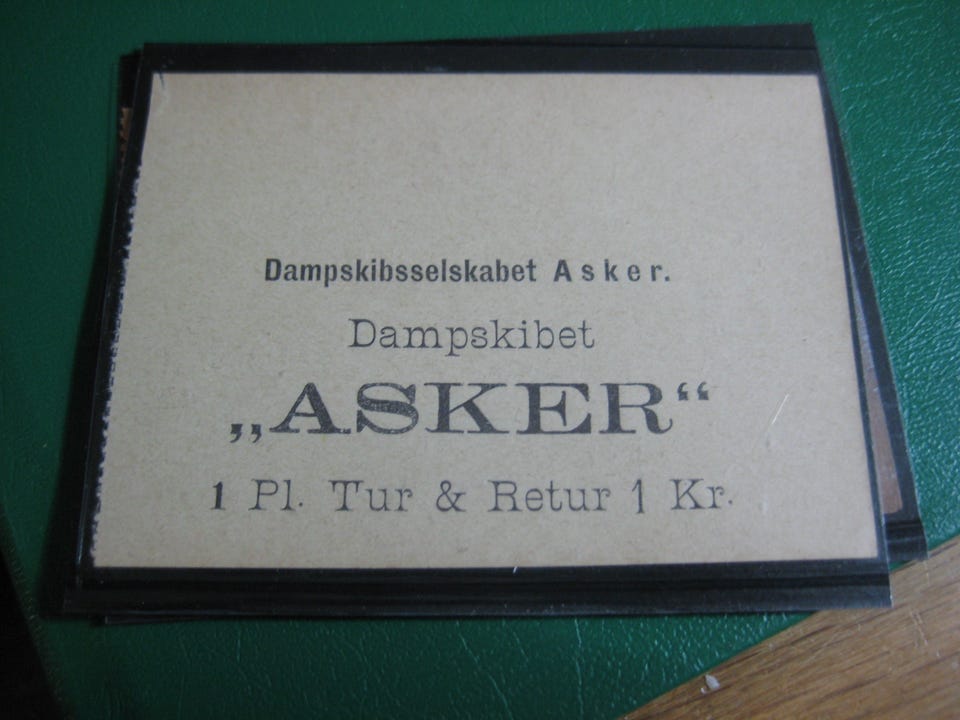 Dampskibsselskabet Asker.
Dampskibet
„ASKER“
1 Pl. Tur & Retur 1 Kr.